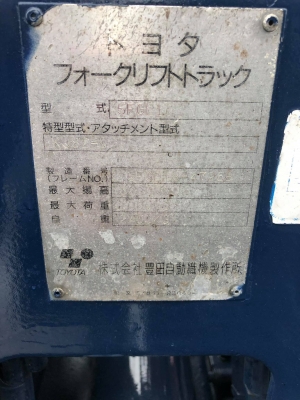 トヨタ
フォークリフトトラック
型式
特型型式・アタッチメント型式
製造番号
(フレームNO.)
最大揚高
最大荷重
自重
TOYOTA 株式会社豊田自動織機製作所